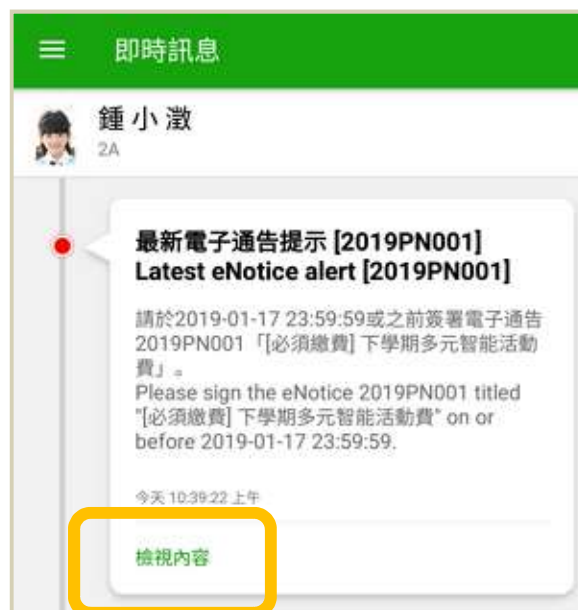 即時訊息
鍾小澂
2A
最新電子通告提示 [2019PN001]
Latest eNotice alert [2019PN001]
請於2019-01-17 23:59:59或之前簽署電子通告
2019PN001「[必須繳費] 下學期多元智能活動
費」。
Please sign the eNotice 2019PN001 titled
"[必須繳費] 下學期多元智能活動費" on or
before 2019-01-17 23:59:59.
今天 10:39:22 上午
檢視內容